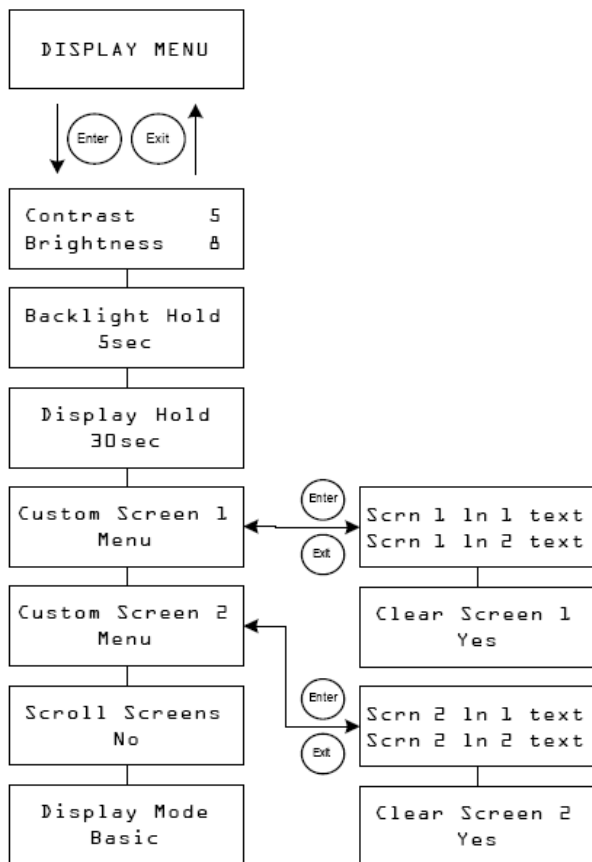 DISPLAY MENU
Enter
Exit
Contrast 5
Brightness 8
Backlight Hold
5sec
Display Hold
30sec
Custom Screen 1
Menu
Enter
Exit
Scrn 1 ln 1 text
Scrn 1 ln 2 text
Clear Screen 1
Yes
Custom Screen 2
Menu
Enter
Exit
Scrn 2 ln 1 text
Scrn 2 ln 2 text
Clear Screen 2
Yes
Scroll Screens
No
Display Mode
Basic